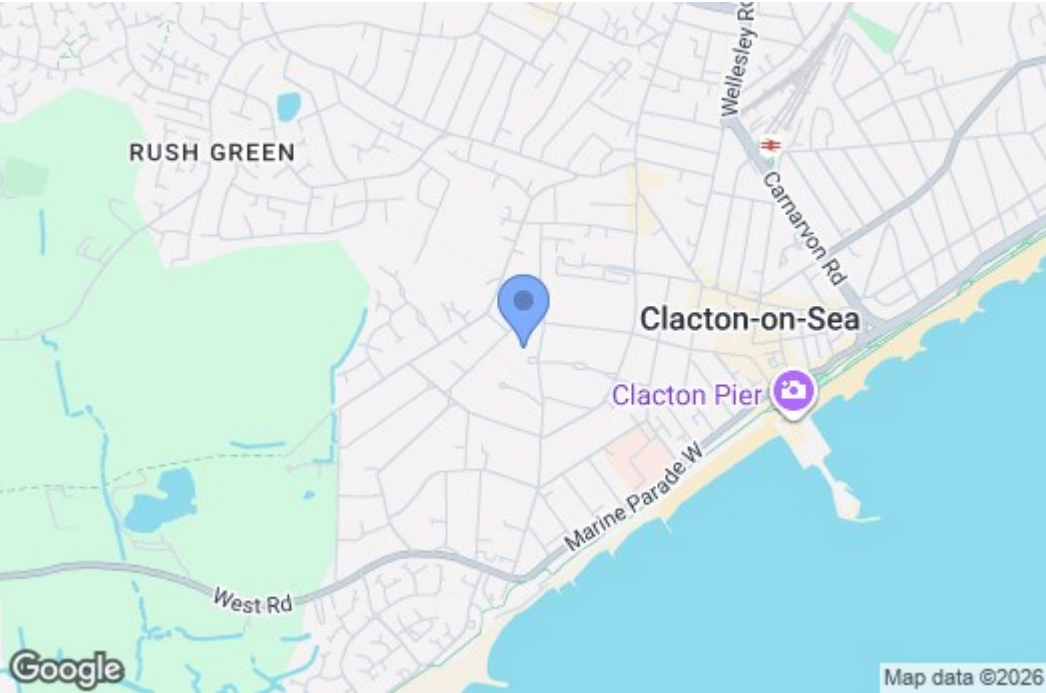 Wellesley Rd
RUSH GREEN
Carnarvon Rd
Clacton-on-Sea
Clacton Pier
Marine Parade W
West Rd
Google
Map data ©2026